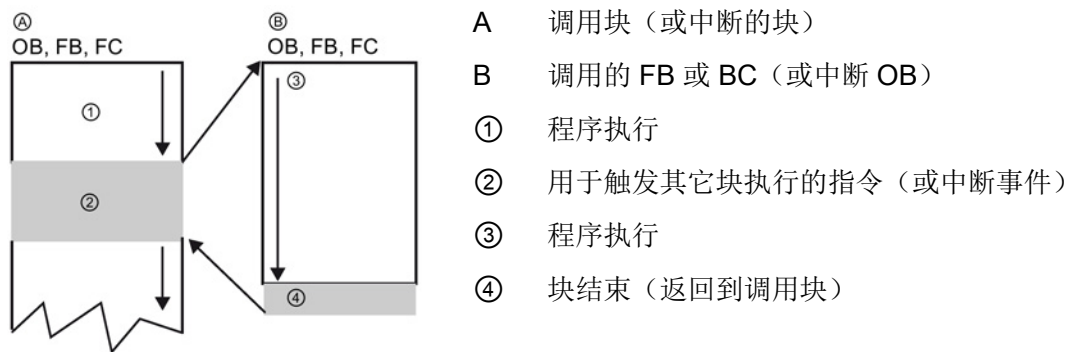 Ⓐ
OB, FB, FC
①
②
Ⓑ
OB, FB, FC
③
④
A 调用块（或中断的块）
B 调用的 FB 或 BC（或中断 OB）
① 程序执行
② 用于触发其它块执行的指令（或中断事件）
③ 程序执行
④ 块结束（返回到调用块）